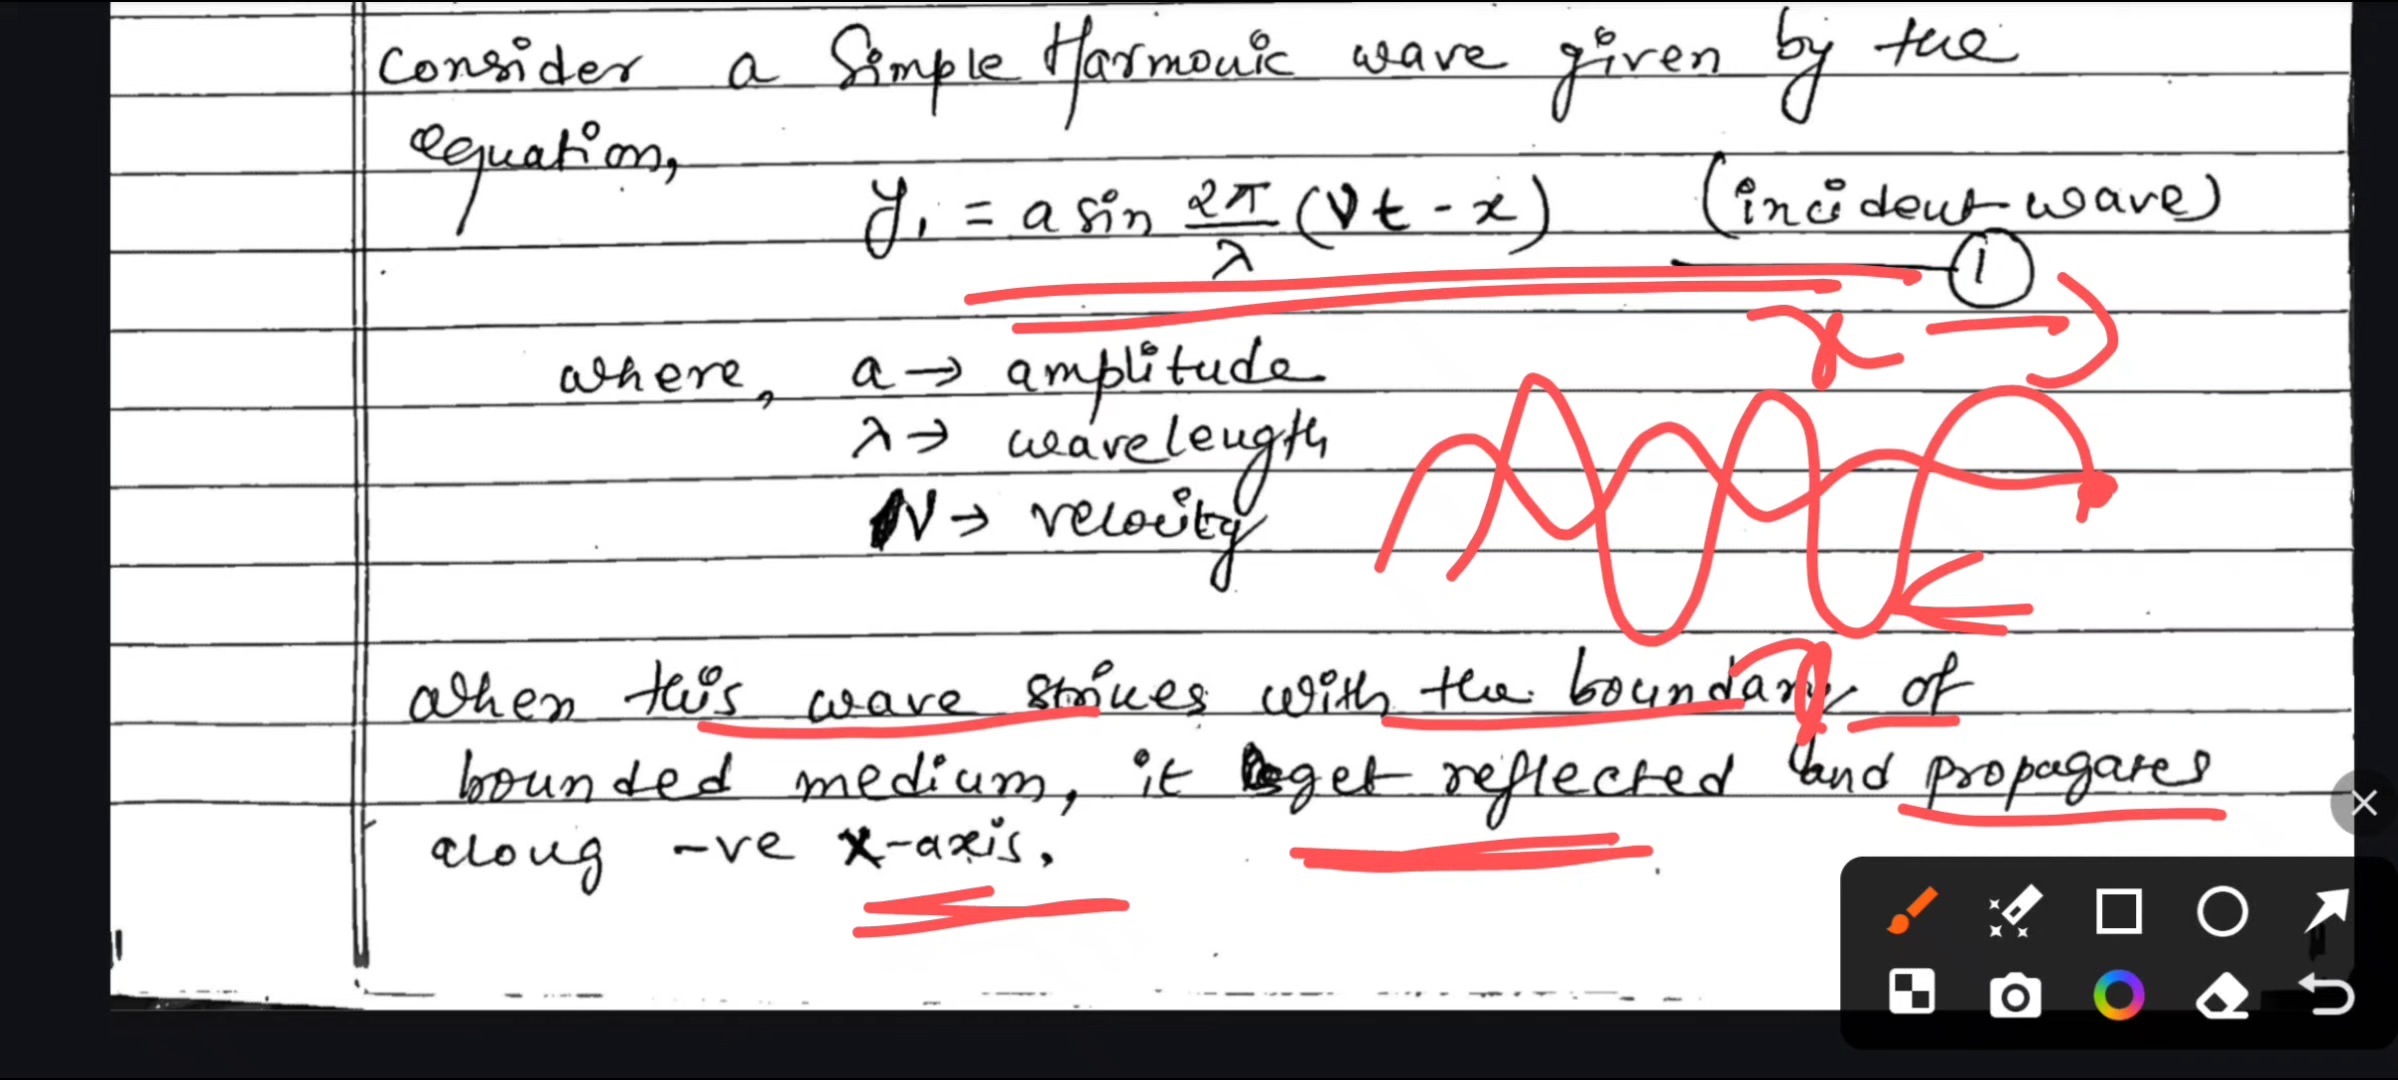 Consider a Simple Harmonic wave given by the
equation,
y₁ = a sin 2π/λ (vt - x) (incident wave)
①
x
where, a → amplitude
λ → wavelength
v → velocity
when this wave strikes with the boundary of
bounded medium, it get reflected and propagates
along -ve x-axis.